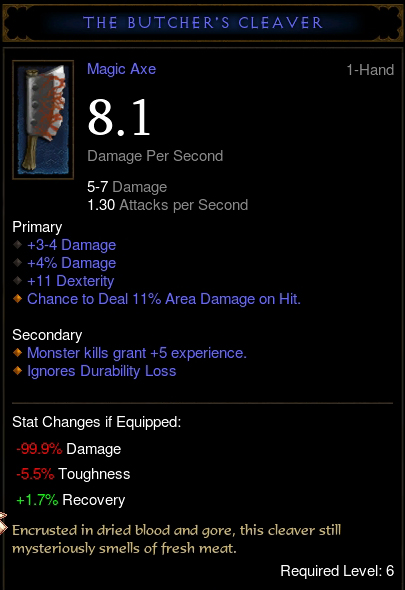 THE BUTCHER'S CLEAVER
Magic Axe
1-Hand
8.1
Damage Per Second
5-7 Damage
1.30 Attacks per Second
Primary
+3-4 Damage
+4% Damage
+11 Dexterity
Chance to Deal 11% Area Damage on Hit.
Secondary
Monster kills grant +5 experience.
Ignores Durability Loss
Stat Changes if Equipped:
-99.9% Damage
-5.5% Toughness
+1.7% Recovery
Encrusted in dried blood and gore, this cleaver still
mysteriously smells of fresh meat.
Required Level: 6